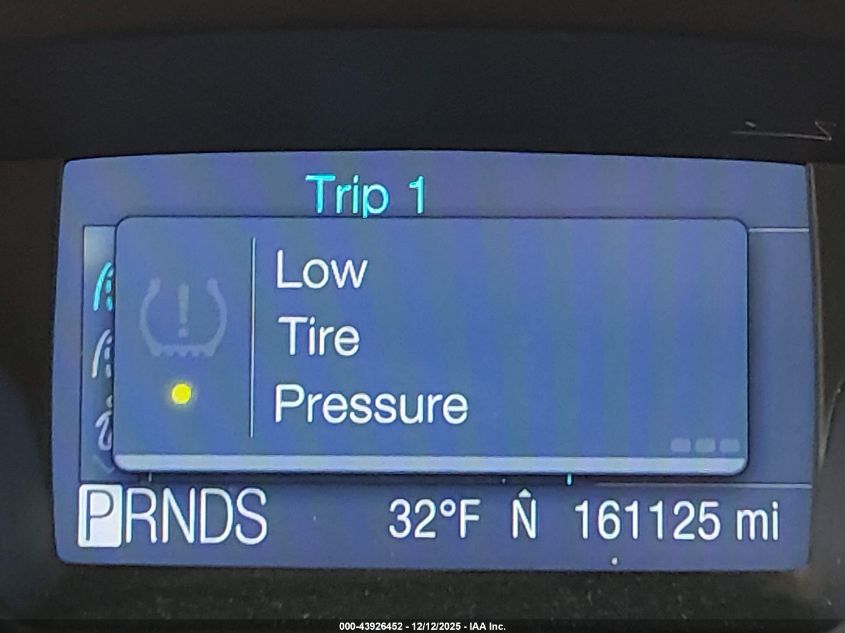 Trip 1
Low
Tire
Pressure
PRNDS 32°F N 161125 mi
000-43926452 - 12/12/2025 - IAA Inc.